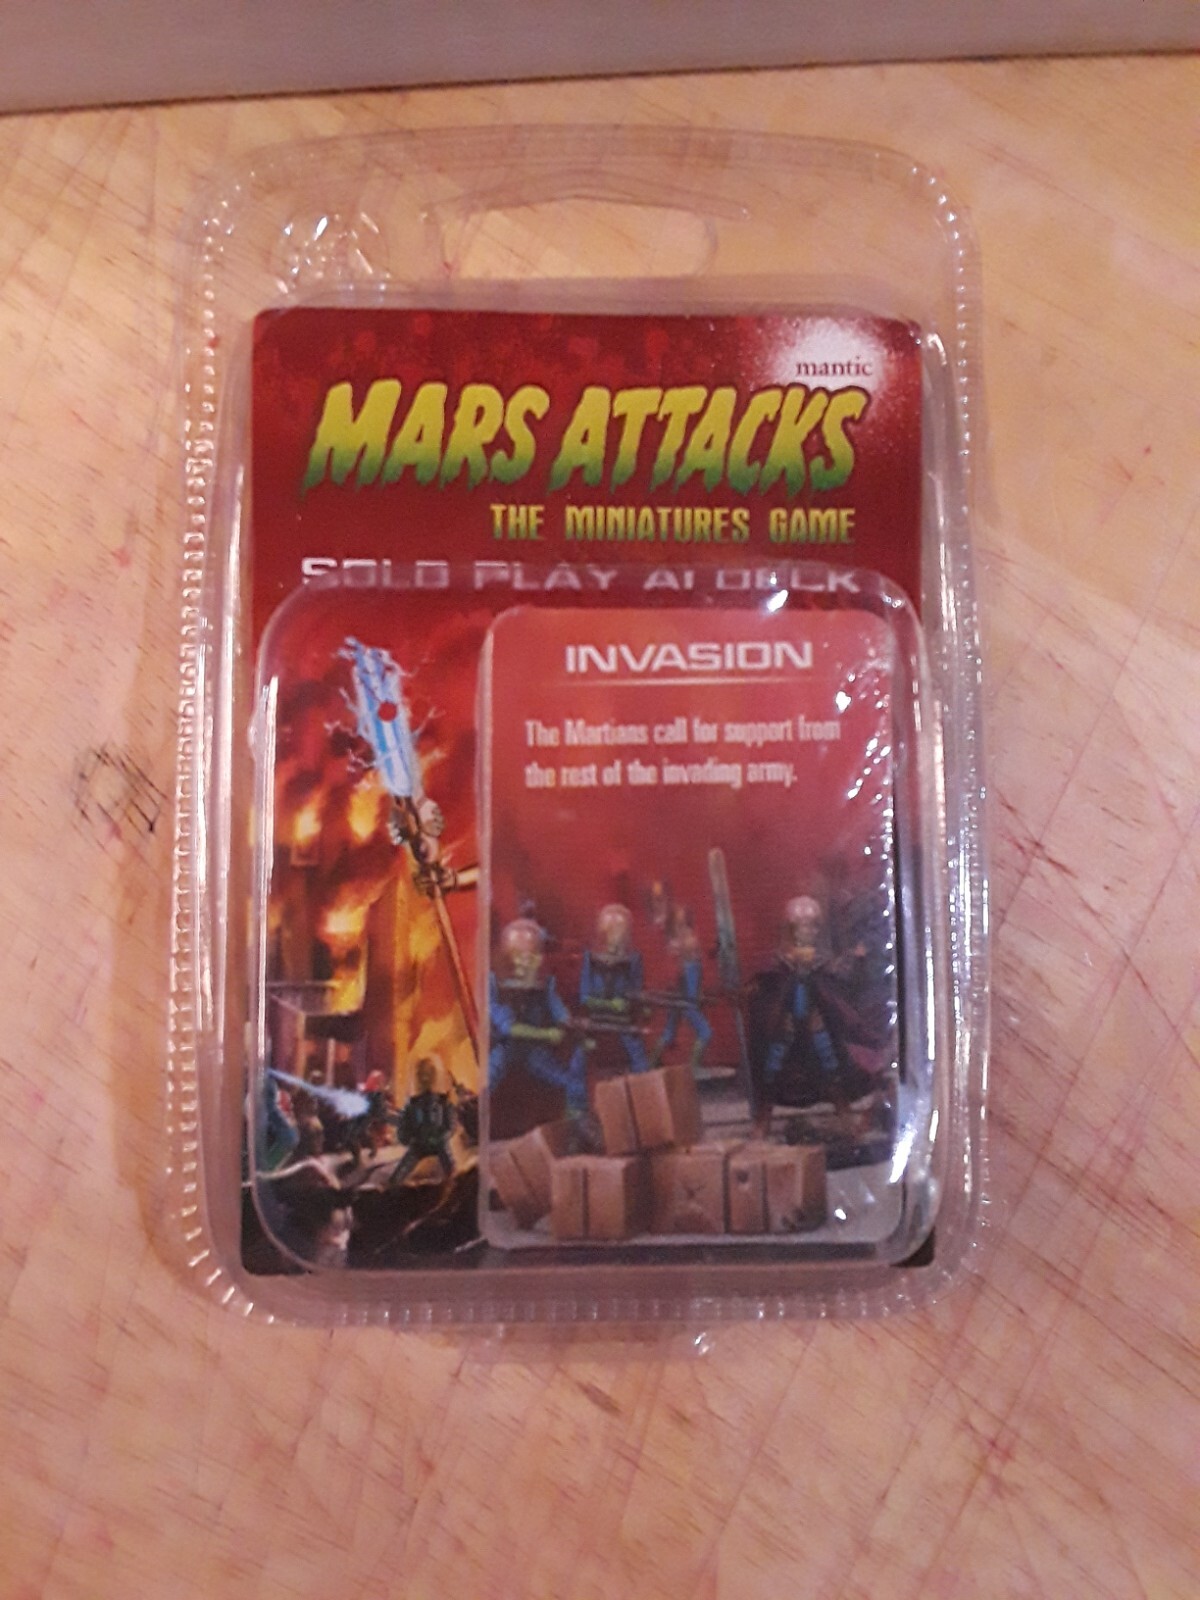 mantic
MARS ATTACKS
THE MINIATURES GAME
SOLO PLAY AI DECK
INVASION
The Martians call for support from
the rest of the invading army.